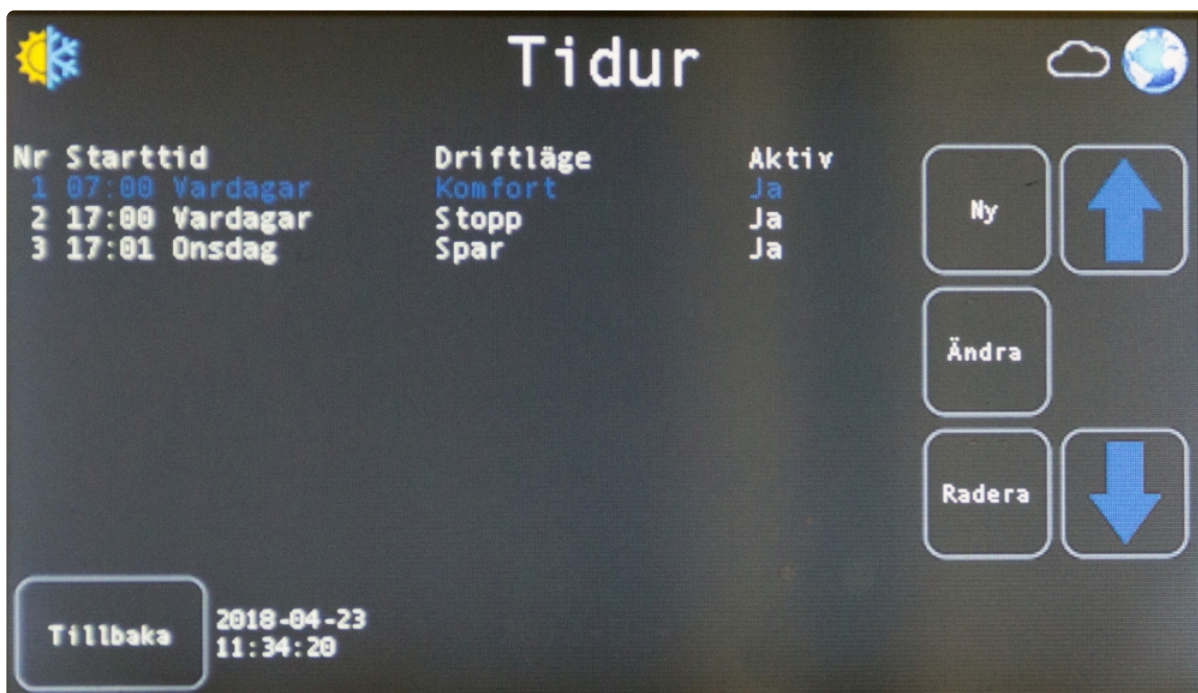 Tidur
Nr Starttid Driftläge Aktiv
1 07:00 Vardagar Komfort Ja
2 17:00 Vardagar Stopp Ja
3 17:01 Onsdag Spar Ja
Ny
Ändra
Radera
Tillbaka
2018-04-23
11:34:20